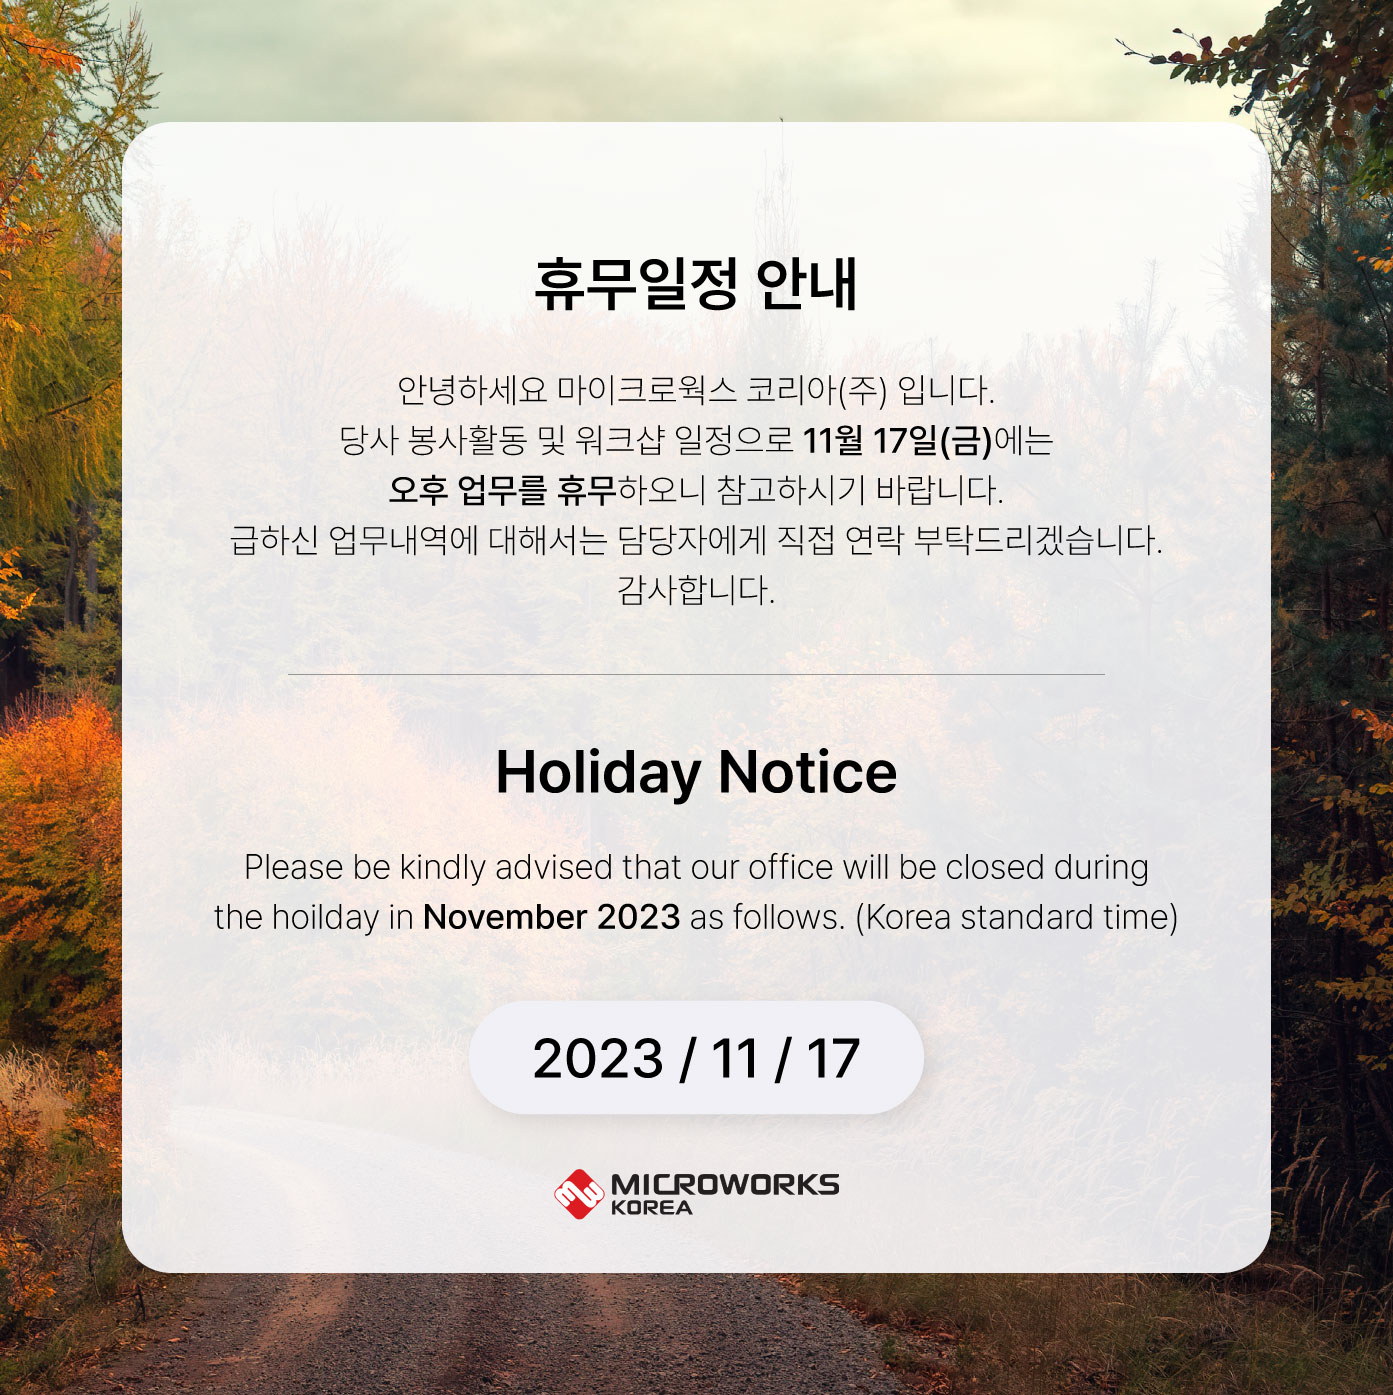 휴무일정 안내
안녕하세요 마이크로웍스 코리아(주) 입니다.
당사 봉사활동 및 워크샵 일정으로 11월 17일(금)에는
오후 업무를 휴무하오니 참고하시기 바랍니다.
급하신 업무내역에 대해서는 담당자에게 직접 연락 부탁드리겠습니다.
감사합니다.
Holiday Notice
Please be kindly advised that our office will be closed during
the hoilday in November 2023 as follows. (Korea standard time)
2023 / 11 / 17
MICROWORKS
KOREA